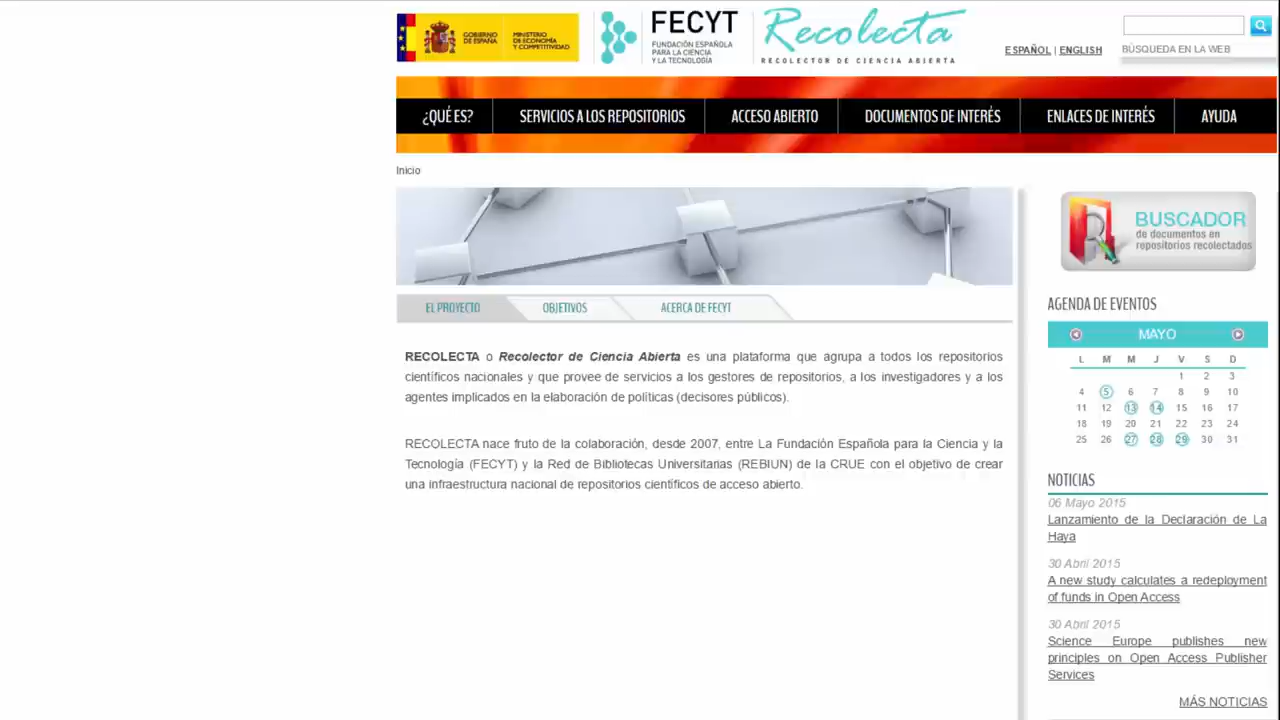 GOBIERNO
DE ESPAÑA
MINISTERIO
DE ECONOMÍA
Y COMPETITIVIDAD
FECYT
FUNDACIÓN ESPAÑOLA
PARA LA CIENCIA
Y LA TECNOLOGÍA
Recolecta
RECOLECTOR DE CIENCIA ABIERTA
ESPAÑOL | ENGLISH
BÚSQUEDA EN LA WEB
¿QUÉ ES? SERVICIOS A LOS REPOSITORIOS ACCESO ABIERTO DOCUMENTOS DE INTERÉS ENLACES DE INTERÉS AYUDA
Inicio
EL PROYECTO OBJETIVOS ACERCA DE FECYT
RECOLECTA o Recolector de Ciencia Abierta es una plataforma que agrupa a todos los repositorios
científicos nacionales y que provee de servicios a los gestores de repositorios, a los investigadores y a los
agentes implicados en la elaboración de políticas (decisores públicos).
RECOLECTA nace fruto de la colaboración, desde 2007, entre La Fundación Española para la Ciencia y la
Tecnología (FECYT) y la Red de Bibliotecas Universitarias (REBIUN) de la CRUE con el objetivo de crear
una infraestructura nacional de repositorios científicos de acceso abierto.
BUSCADOR
de documentos en
repositorios recolectados
AGENDA DE EVENTOS
MAYO
L M M J V S D
1 2 3
4 5 6 7 8 9 10
11 12 13 14 15 16 17
18 19 20 21 22 23 24
25 26 27 28 29 30 31
NOTICIAS
06 Mayo 2015
Lanzamiento de la Declaración de La
Haya
30 Abril 2015
A new study calculates a redeployment
of funds in Open Access
30 Abril 2015
Science Europe publishes new
principles on Open Access Publisher
Services
MÁS NOTICIAS